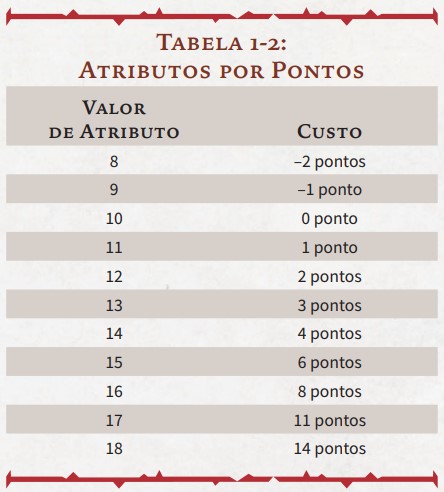 Tabela 1-2:
Atributos por Pontos
Valor
de Atributo Custo
8 –2 pontos
9 –1 ponto
10 0 ponto
11 1 ponto
12 2 pontos
13 3 pontos
14 4 pontos
15 6 pontos
16 8 pontos
17 11 pontos
18 14 pontos